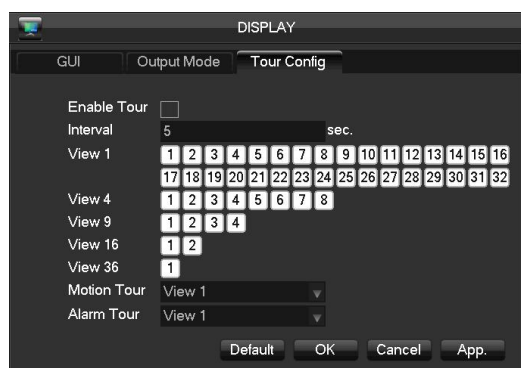 DISPLAY
GUI Output Mode Tour Config
Enable Tour
Interval 5 sec.
View 1 1 2 3 4 5 6 7 8 9 10 11 12 13 14 15 16
17 18 19 20 21 22 23 24 25 26 27 28 29 30 31 32
View 4 1 2 3 4 5 6 7 8
View 9 1 2 3 4
View 16 1 2
View 36 1
Motion Tour View 1
Alarm Tour View 1
Default OK Cancel App.